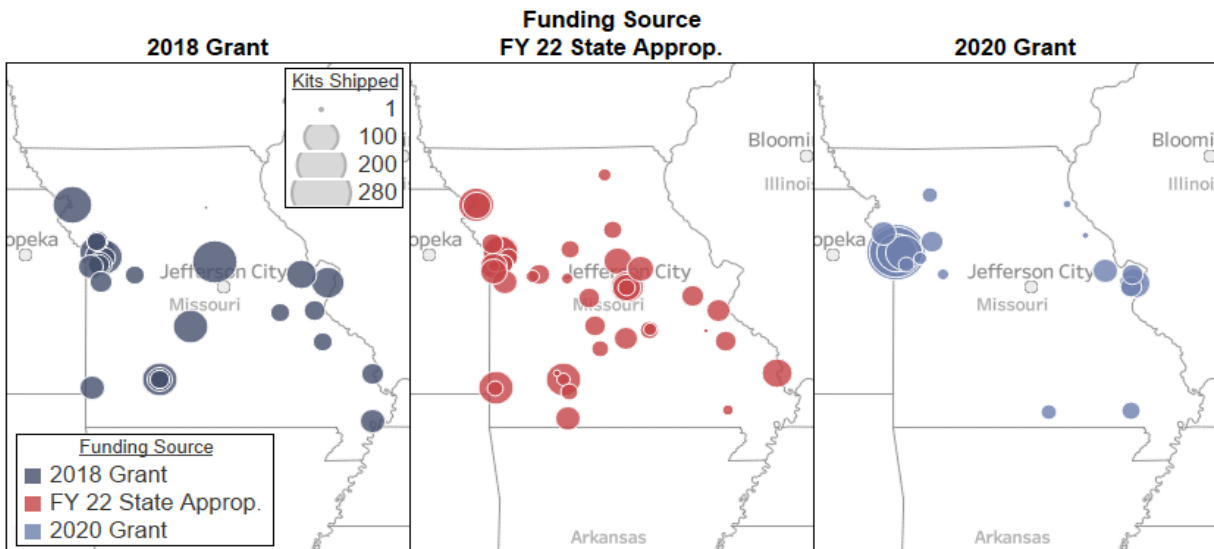 Funding Source
2018 Grant
FY 22 State Approp.
2020 Grant
Kits Shipped
1
100
200
280
Bloomi
Illinois
Bloomi
Illinois
opeka
Jefferson City
Missouri
opeka
Jefferson City
Missouri
opeka
Jefferson City
Missouri
Funding Source
2018 Grant
FY 22 State Approp.
2020 Grant
Arkansas
Arkansas